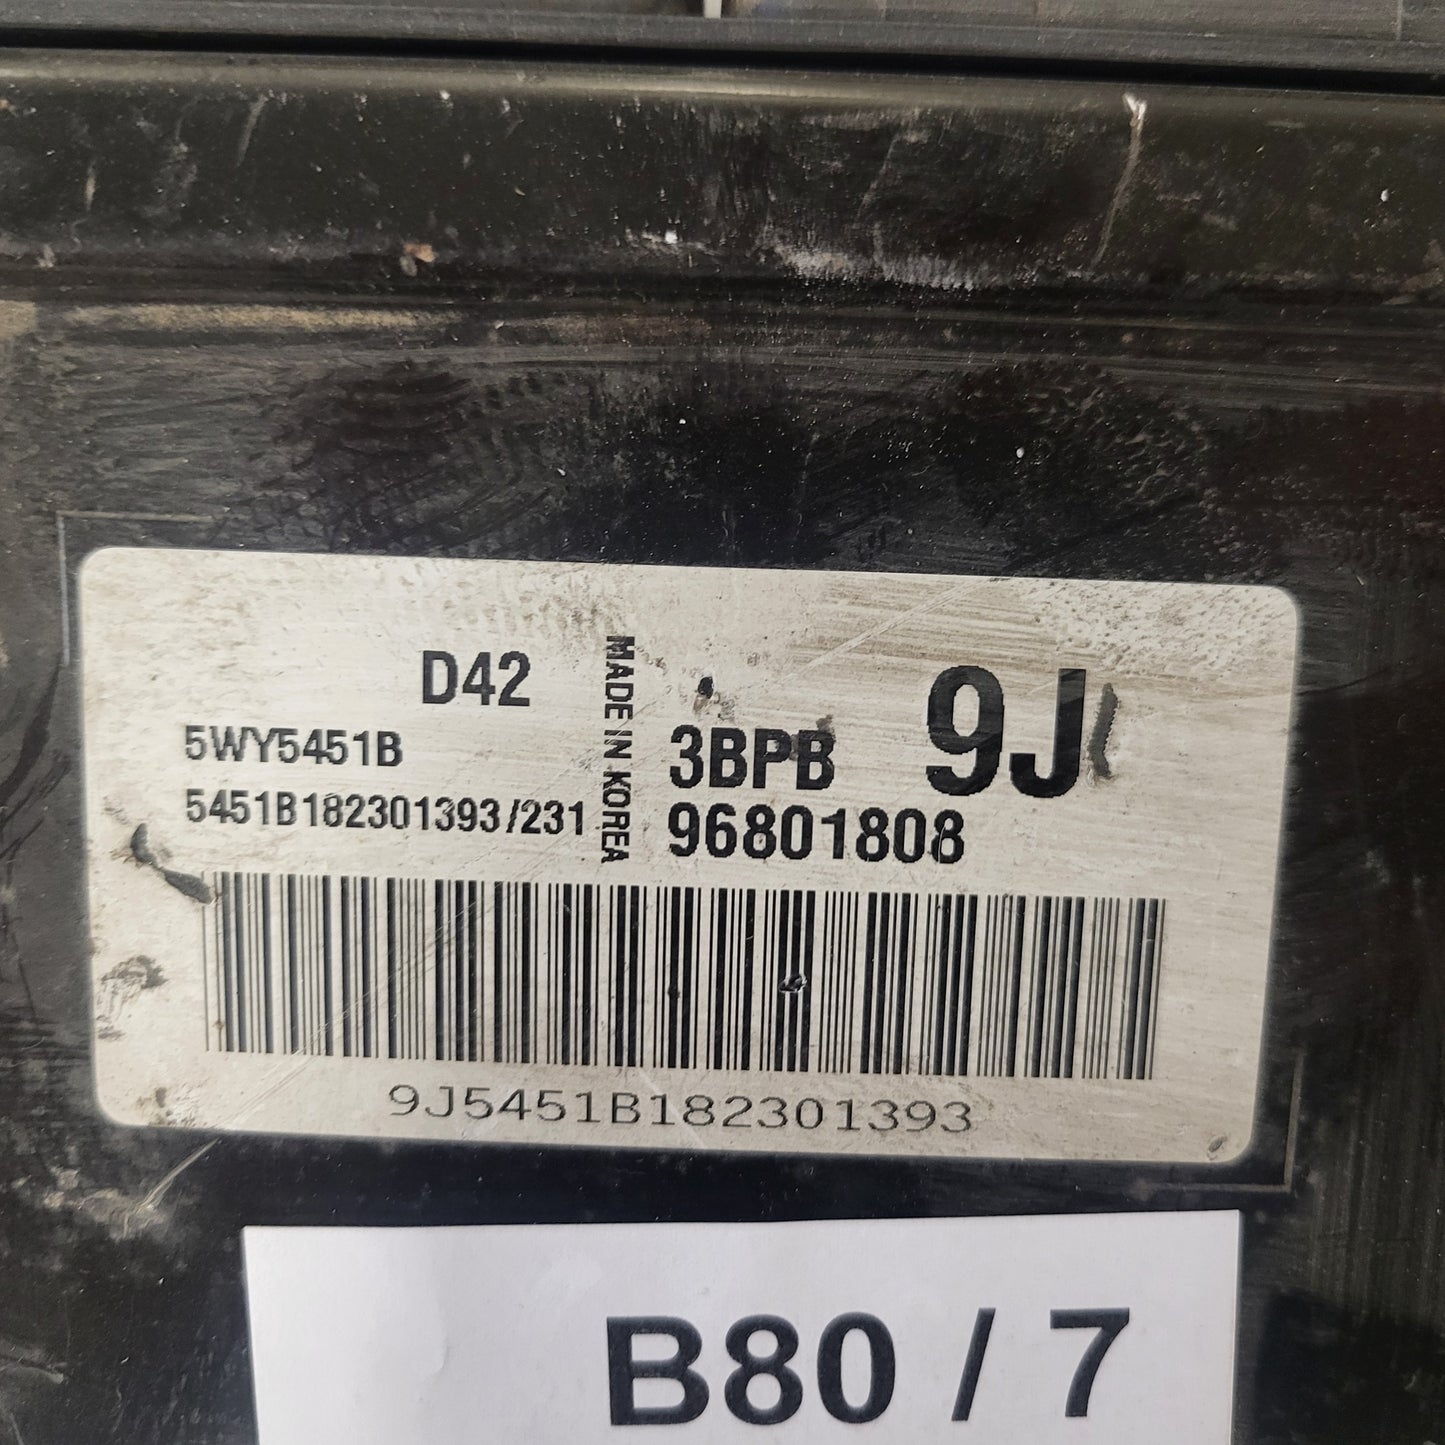 D42
5WY5451B
5451B182301393/231
MADE IN KOREA
3BPB
9J
96801808
9J5451B182301393
B80 / 7